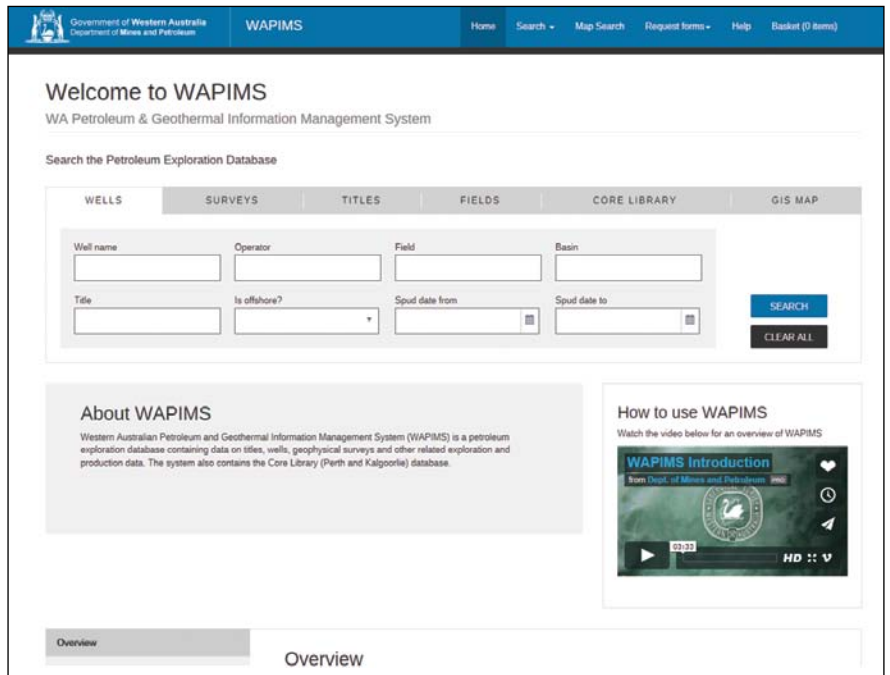 Government of Western Australia
Department of Mines and Petroleum
WAPIMS
Home Search Map Search Request forms Help Basket (0 items)
Welcome to WAPIMS
WA Petroleum & Geothermal Information Management System
Search the Petroleum Exploration Database
WELLS SURVEYS TITLES FIELDS CORE LIBRARY GIS MAP
Well name Operator Field Basin
Title Is offshore? Spud date from Spud date to
SEARCH
CLEAR ALL
About WAPIMS
Western Australian Petroleum and Geothermal Information Management System (WAPIMS) is a petroleum
exploration database containing data on titles, wells, geophysical surveys and other related exploration and
production data. The system also contains the Core Library (Perth and Kalgoorlie) database.
How to use WAPIMS
Watch the video below for an overview of WAPIMS
WAPIMS Introduction
from Dept. of Mines and Petroleum PRO
03:33
HD
Overview
Overview